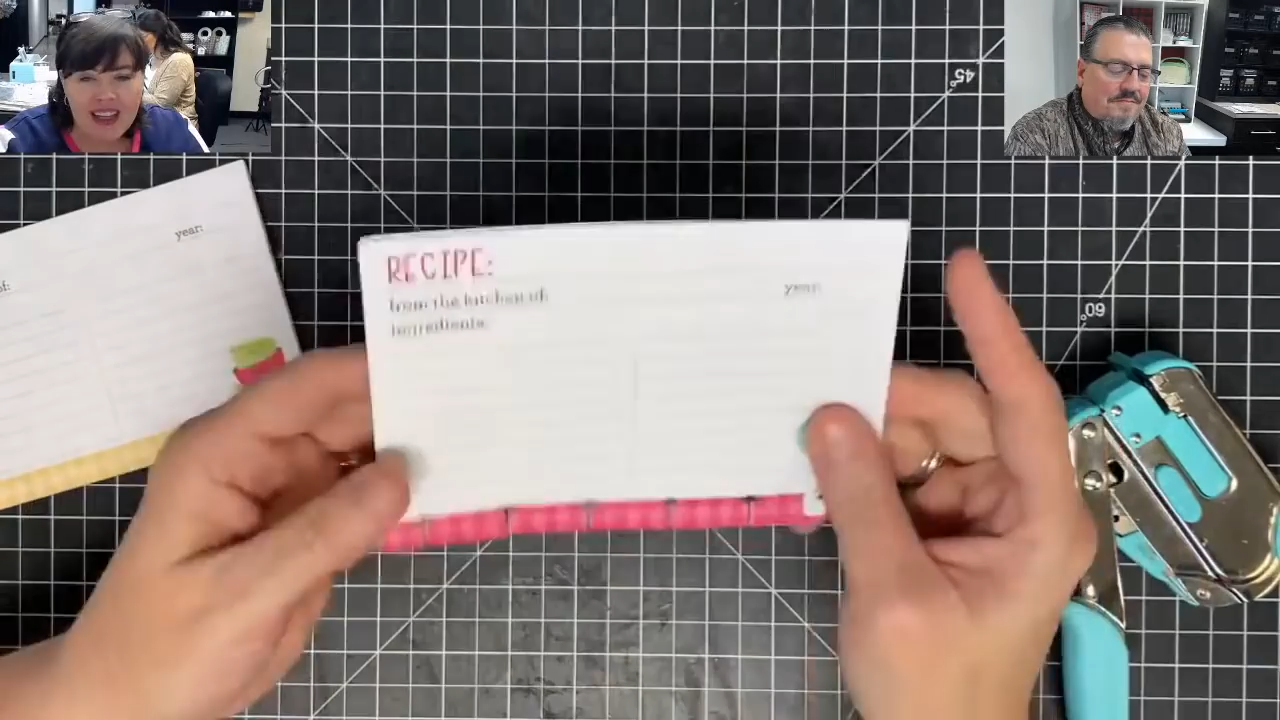 45°
year:
RECIPE:
from the kitchen of:
year:
ingredients:
60°